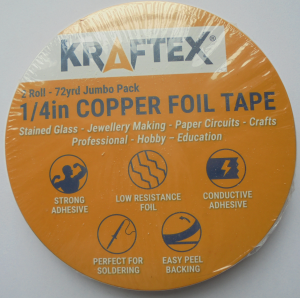 KRAFTEX®
2 Roll - 72yrd Jumbo Pack
1/4in COPPER FOIL TAPE
Stained Glass - Jewellery Making - Paper Circuits - Crafts
Professional - Hobby - Education
STRONG
ADHESIVE
LOW RESISTANCE
FOIL
CONDUCTIVE
ADHESIVE
PERFECT FOR
SOLDERING
EASY PEEL
BACKING